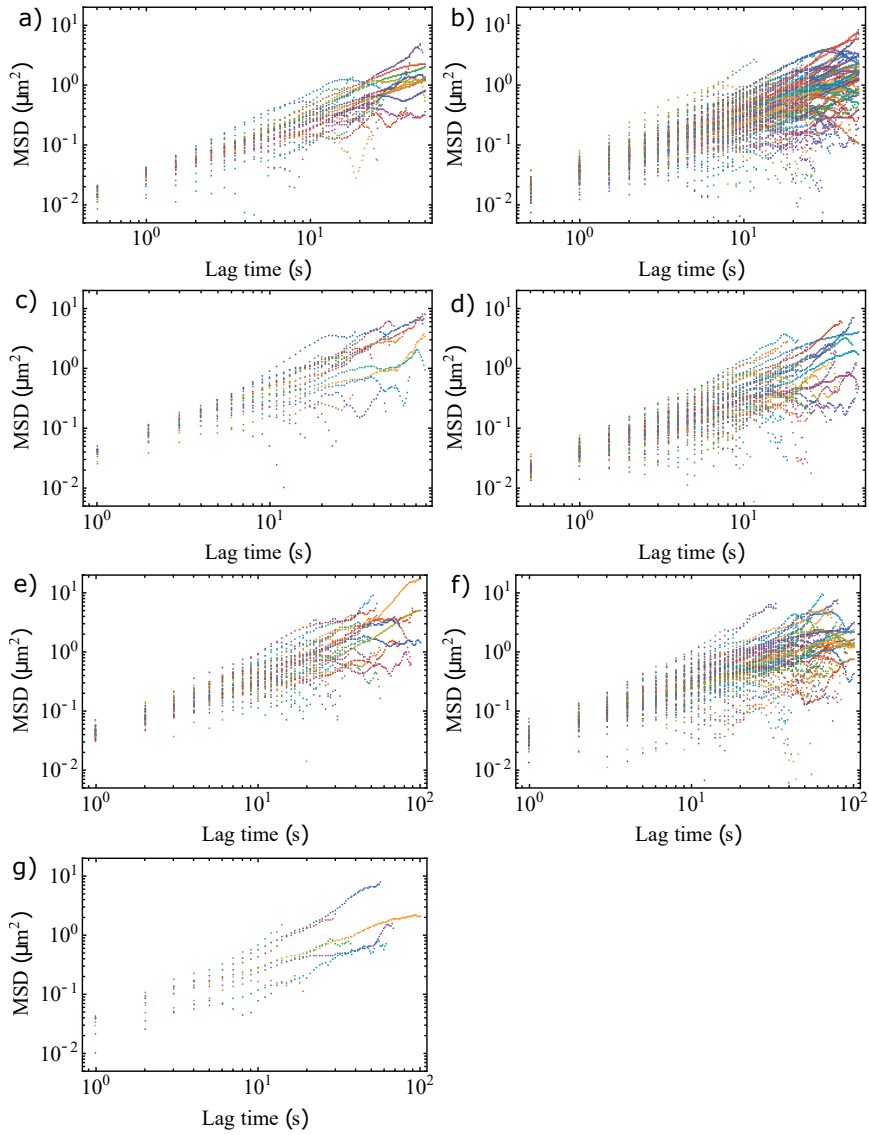 a)
MSD (μm²)
10¹
10⁰
10⁻¹
10⁻²
10⁰ 10¹
Lag time (s)
b)
MSD (μm²)
10¹
10⁰
10⁻¹
10⁻²
10⁰ 10¹
Lag time (s)
c)
MSD (μm²)
10¹
10⁰
10⁻¹
10⁻²
10⁰ 10¹
Lag time (s)
d)
MSD (μm²)
10¹
10⁰
10⁻¹
10⁻²
10⁰ 10¹
Lag time (s)
e)
MSD (μm²)
10¹
10⁰
10⁻¹
10⁻²
10⁰ 10¹ 10²
Lag time (s)
f)
MSD (μm²)
10¹
10⁰
10⁻¹
10⁻²
10⁰ 10¹ 10²
Lag time (s)
g)
MSD (μm²)
10¹
10⁰
10⁻¹
10⁻²
10⁰ 10¹ 10²
Lag time (s)